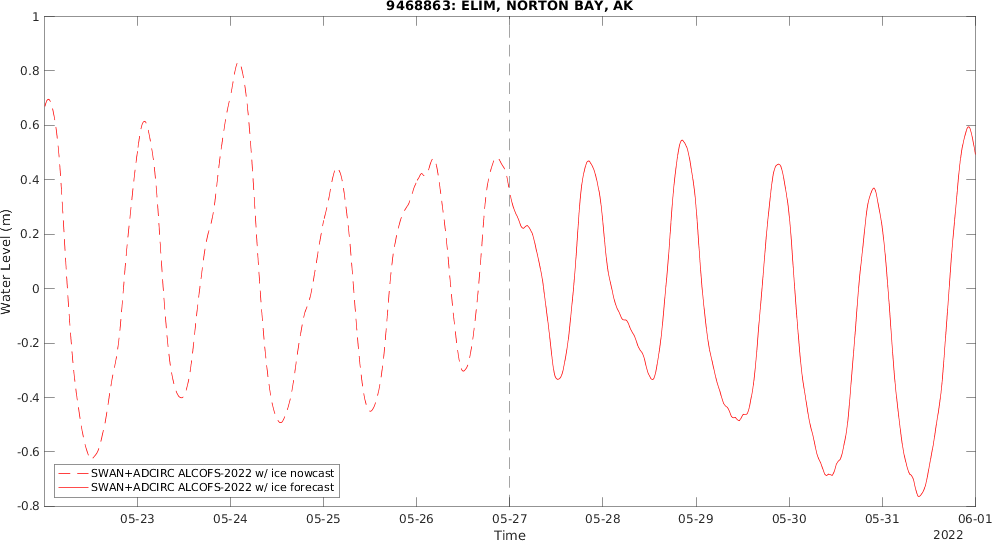 9468863: ELIM, NORTON BAY, AK
Water Level (m)
1
0.8
0.6
0.4
0.2
0
-0.2
-0.4
-0.6
-0.8
SWAN+ADCIRC ALCOFS-2022 w/ ice nowcast
SWAN+ADCIRC ALCOFS-2022 w/ ice forecast
05-23 05-24 05-25 05-26 05-27 05-28 05-29 05-30 05-31 06-01
Time
2022